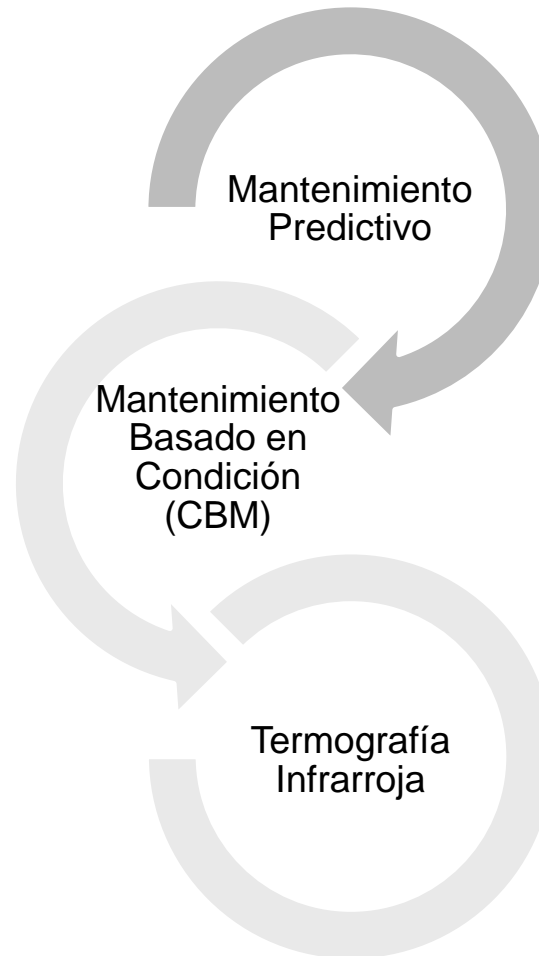 Mantenimiento
Predictivo
Mantenimiento
Basado en
Condición
(CBM)
Termografía
Infrarroja